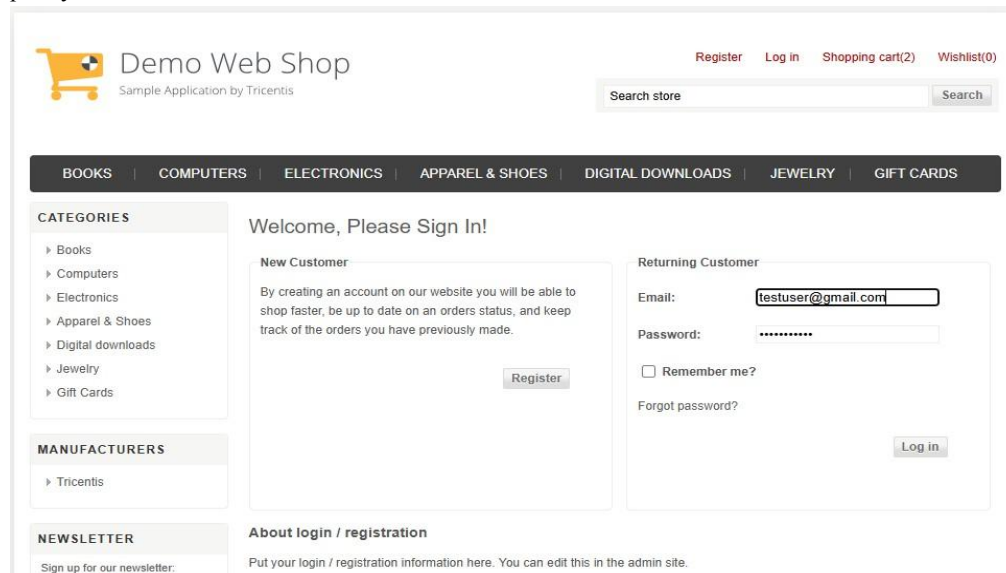 Demo Web Shop
Sample Application by Tricentis
Register Log in Shopping cart(2) Wishlist(0)
Search store Search
BOOKS | COMPUTERS | ELECTRONICS | APPAREL & SHOES | DIGITAL DOWNLOADS | JEWELRY | GIFT CARDS
CATEGORIES
Books
Computers
Electronics
Apparel & Shoes
Digital downloads
Jewelry
Gift Cards
MANUFACTURERS
Tricentis
NEWSLETTER
Sign up for our newsletter:
Welcome, Please Sign In!
New Customer
By creating an account on our website you will be able to
shop faster, be up to date on an orders status, and keep
track of the orders you have previously made.
Register
Returning Customer
Email: testuser@gmail.com
Password: •••••••••••
Remember me?
Forgot password?
Log in
About login / registration
Put your login / registration information here. You can edit this in the admin site.